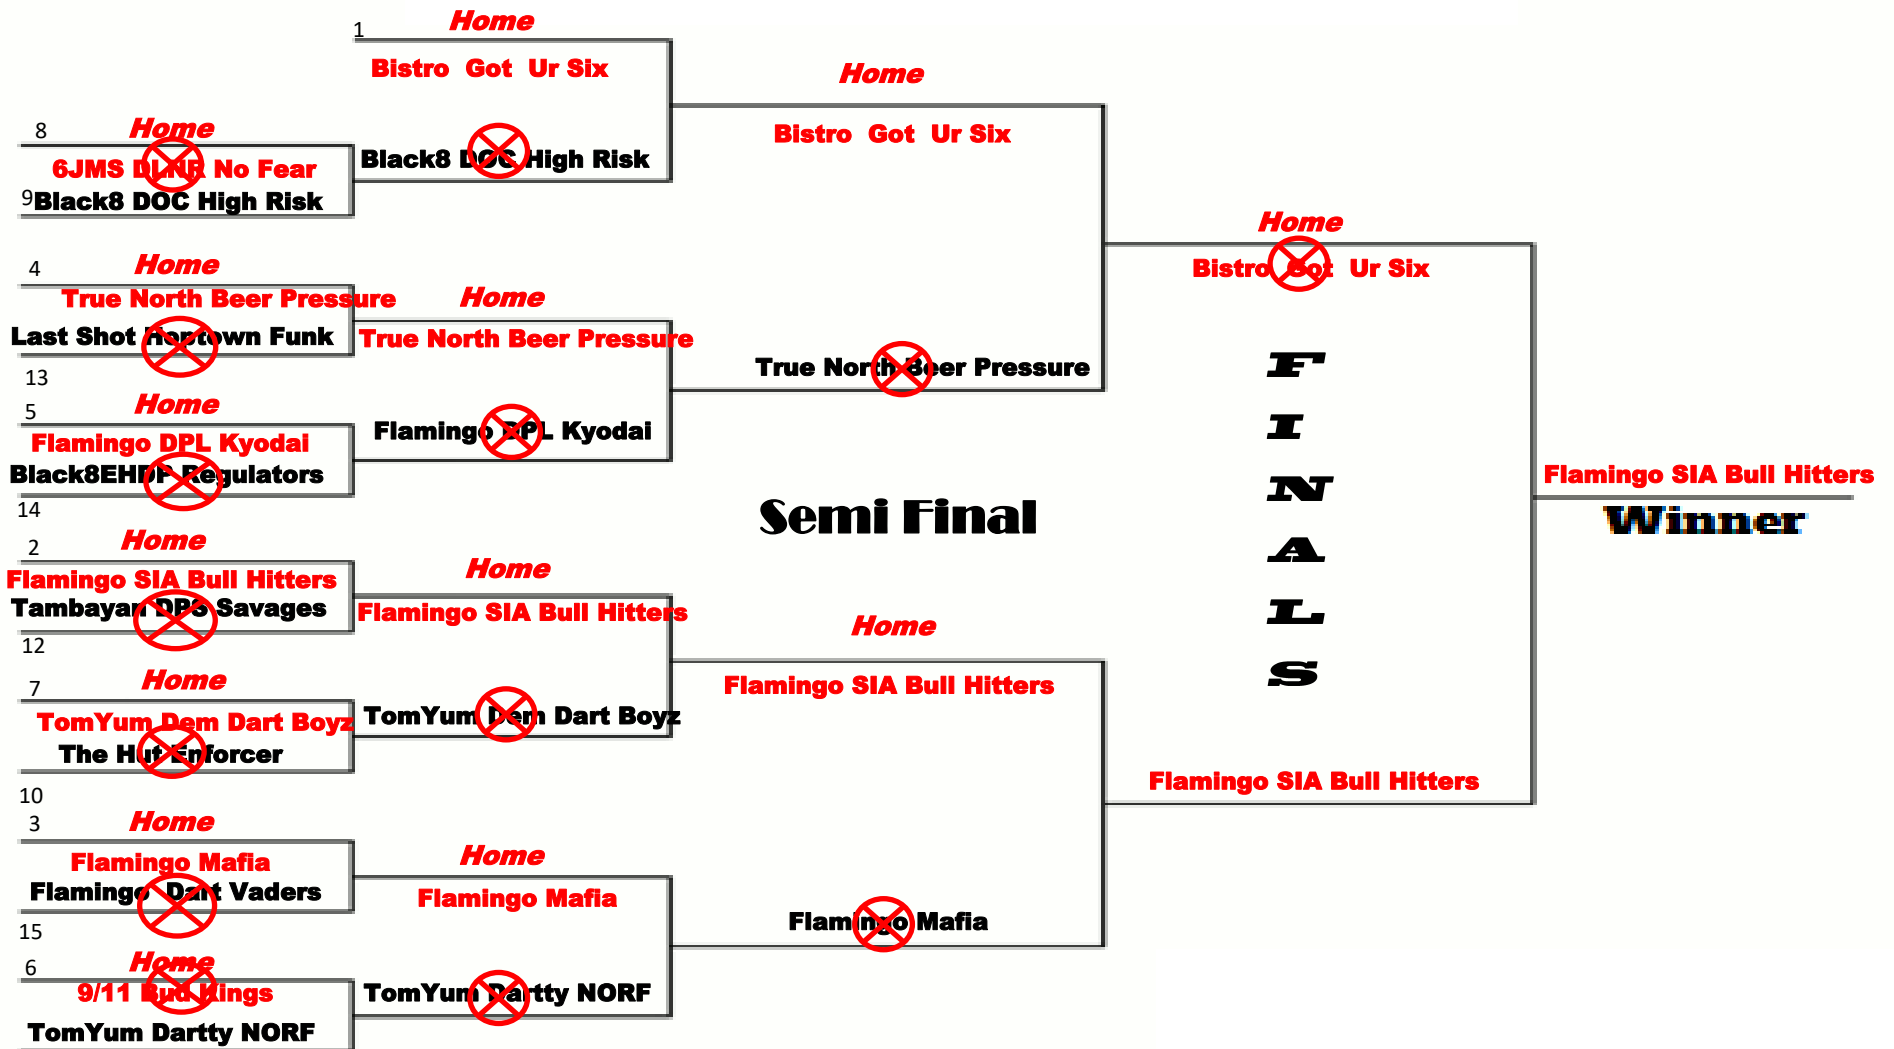 1
Home
Bistro Got Ur Six
Black8 DOC High Risk
8
Home
6JMS DLNR No Fear
9
Black8 DOC High Risk
4
Home
True North Beer Pressure
Last Shot Hoptown Funk
13
Home
True North Beer Pressure
Flamingo DPL Kyodai
5
Home
Flamingo DPL Kyodai
Black8EHDP Regulators
14
2
Home
Flamingo SIA Bull Hitters
Tambayan DPS Savages
12
Home
Flamingo SIA Bull Hitters
TomYum Dem Dart Boyz
7
Home
TomYum Dem Dart Boyz
The Hut Enforcer
10
3
Home
Flamingo Mafia
Flamingo Dart Vaders
15
Home
Flamingo Mafia
TomYum Dartty NORF
6
Home
9/11 Bud Kings
TomYum Dartty NORF
Home
Bistro Got Ur Six
True North Beer Pressure
Semi Final
Home
Flamingo SIA Bull Hitters
Flamingo Mafia
Home
Bistro Got Ur Six
FINALS
Flamingo SIA Bull Hitters
Flamingo SIA Bull Hitters
Winner